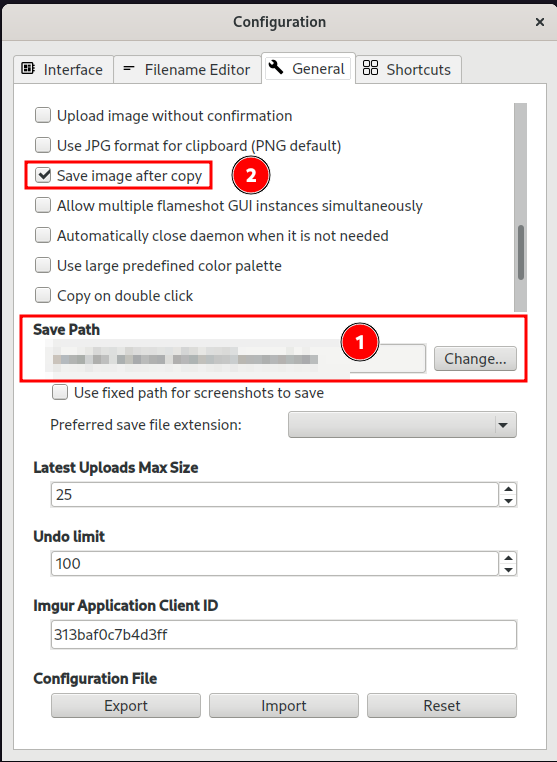 Configuration
Interface
Filename Editor
General
Shortcuts
Upload image without confirmation
Use JPG format for clipboard (PNG default)
Save image after copy
2
Allow multiple flameshot GUI instances simultaneously
Automatically close daemon when it is not needed
Use large predefined color palette
Copy on double click
Save Path
1
Change...
Use fixed path for screenshots to save
Preferred save file extension:
Latest Uploads Max Size
25
Undo limit
100
Imgur Application Client ID
313baf0c7b4d3ff
Configuration File
Export Import Reset